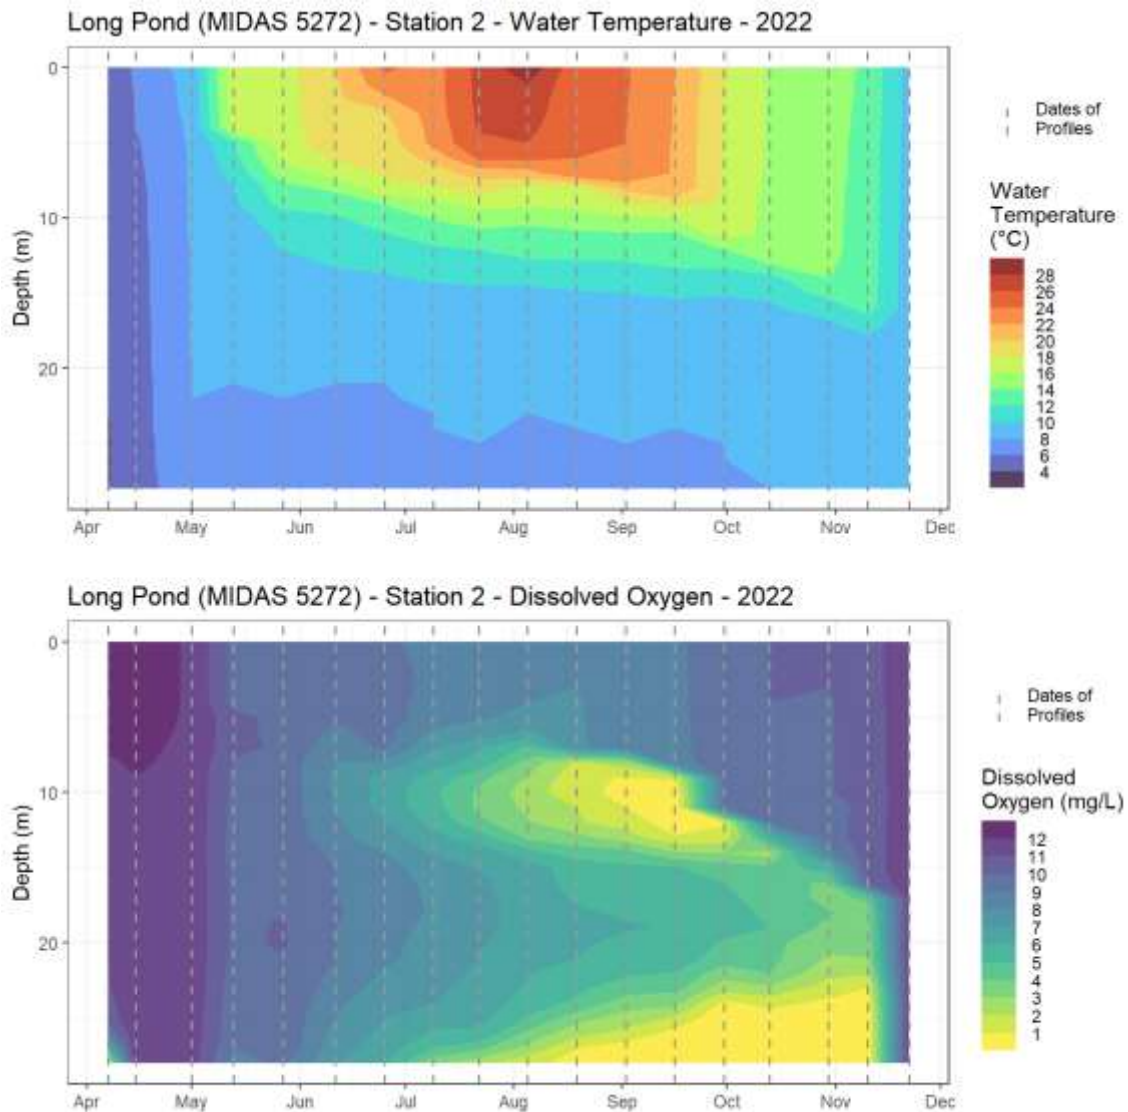 Long Pond (MIDAS 5272) - Station 2 - Water Temperature - 2022
0
10
20
Depth (m)
Apr May Jun Jul Aug Sep Oct Nov Dec
Dates of
Profiles
Water
Temperature
(°C)
28
26
24
22
20
18
16
14
12
10
8
6
4
Long Pond (MIDAS 5272) - Station 2 - Dissolved Oxygen - 2022
0
10
20
Depth (m)
Apr May Jun Jul Aug Sep Oct Nov Dec
Dates of
Profiles
Dissolved
Oxygen (mg/L)
12
11
10
9
8
7
6
5
4
3
2
1